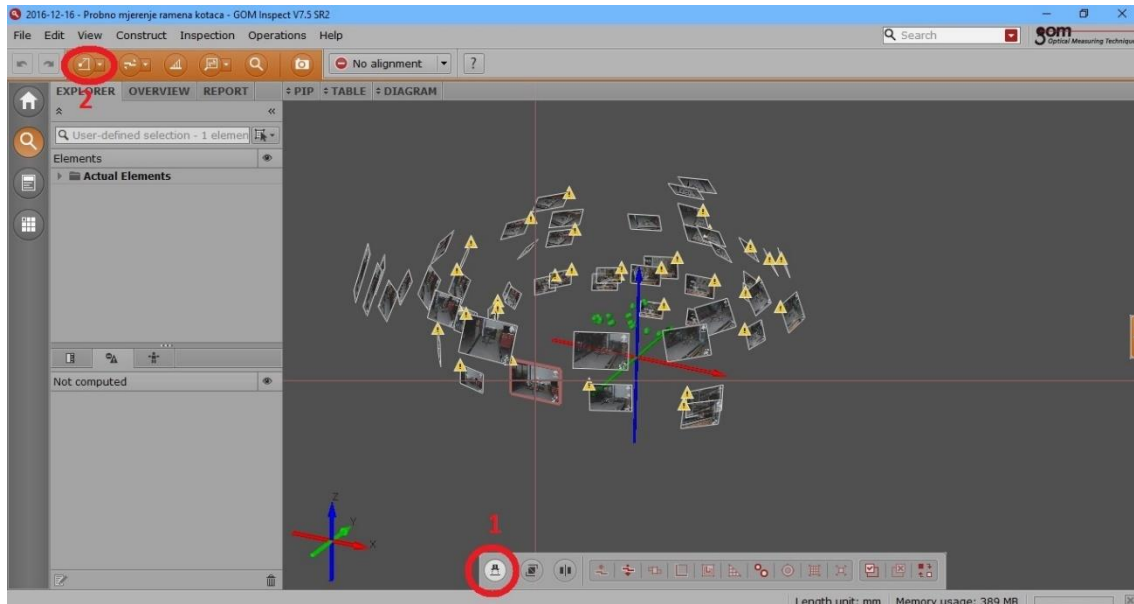 2016-12-16 - Probno mjerenje ramena kotaca - GOM Inspect V7.5 SR2
File Edit View Construct Inspection Operations Help
Search
gom
Optical Measuring Techniques
No alignment
?
2
EXPLORER OVERVIEW REPORT
PIP TABLE DIAGRAM
User-defined selection - 1 elemen
Elements
Actual Elements
Not computed
Z
Y
X
1
Length unit: mm Memory usage: 389 MB